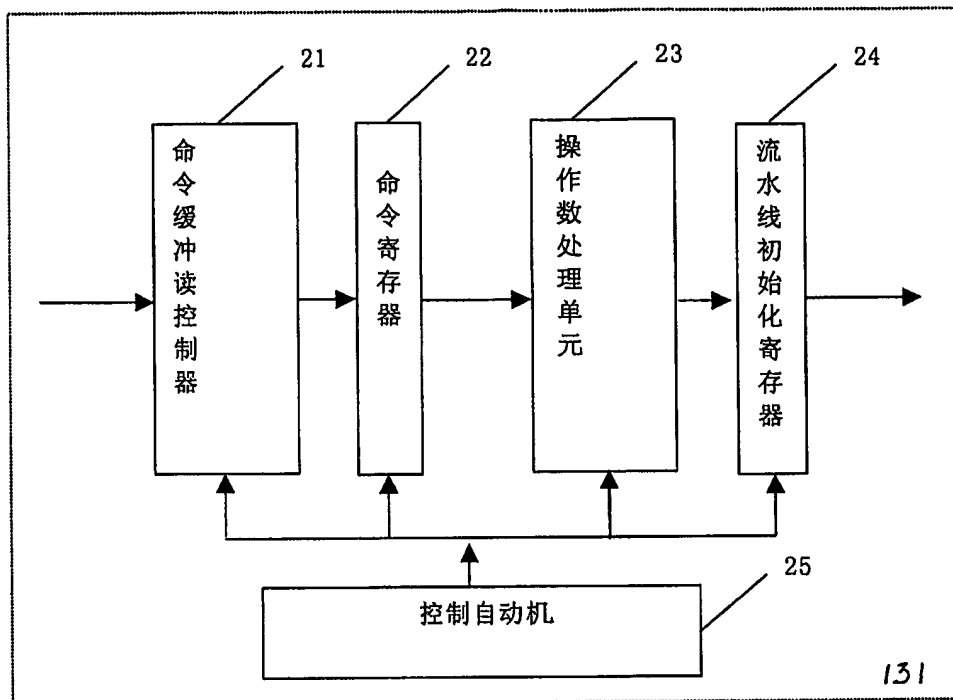 21
22
23
24
命令缓冲读控制器
命令寄存器
操作数处理单元
流水线初始化寄存器
25
控制自动机
131